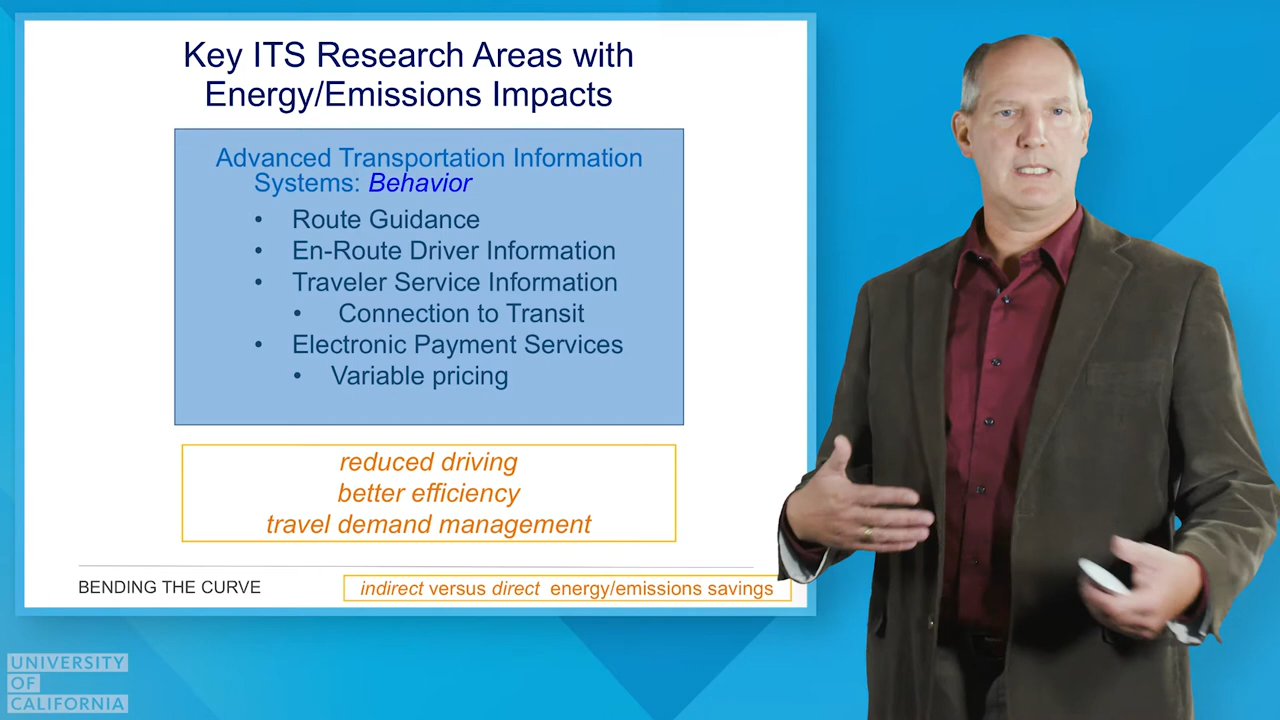 Key ITS Research Areas with
Energy/Emissions Impacts
Advanced Transportation Information
Systems: Behavior
• Route Guidance
• En-Route Driver Information
• Traveler Service Information
• Connection to Transit
• Electronic Payment Services
• Variable pricing
reduced driving
better efficiency
travel demand management
BENDING THE CURVE
indirect versus direct energy/emissions savings
UNIVERSITY
OF
CALIFORNIA